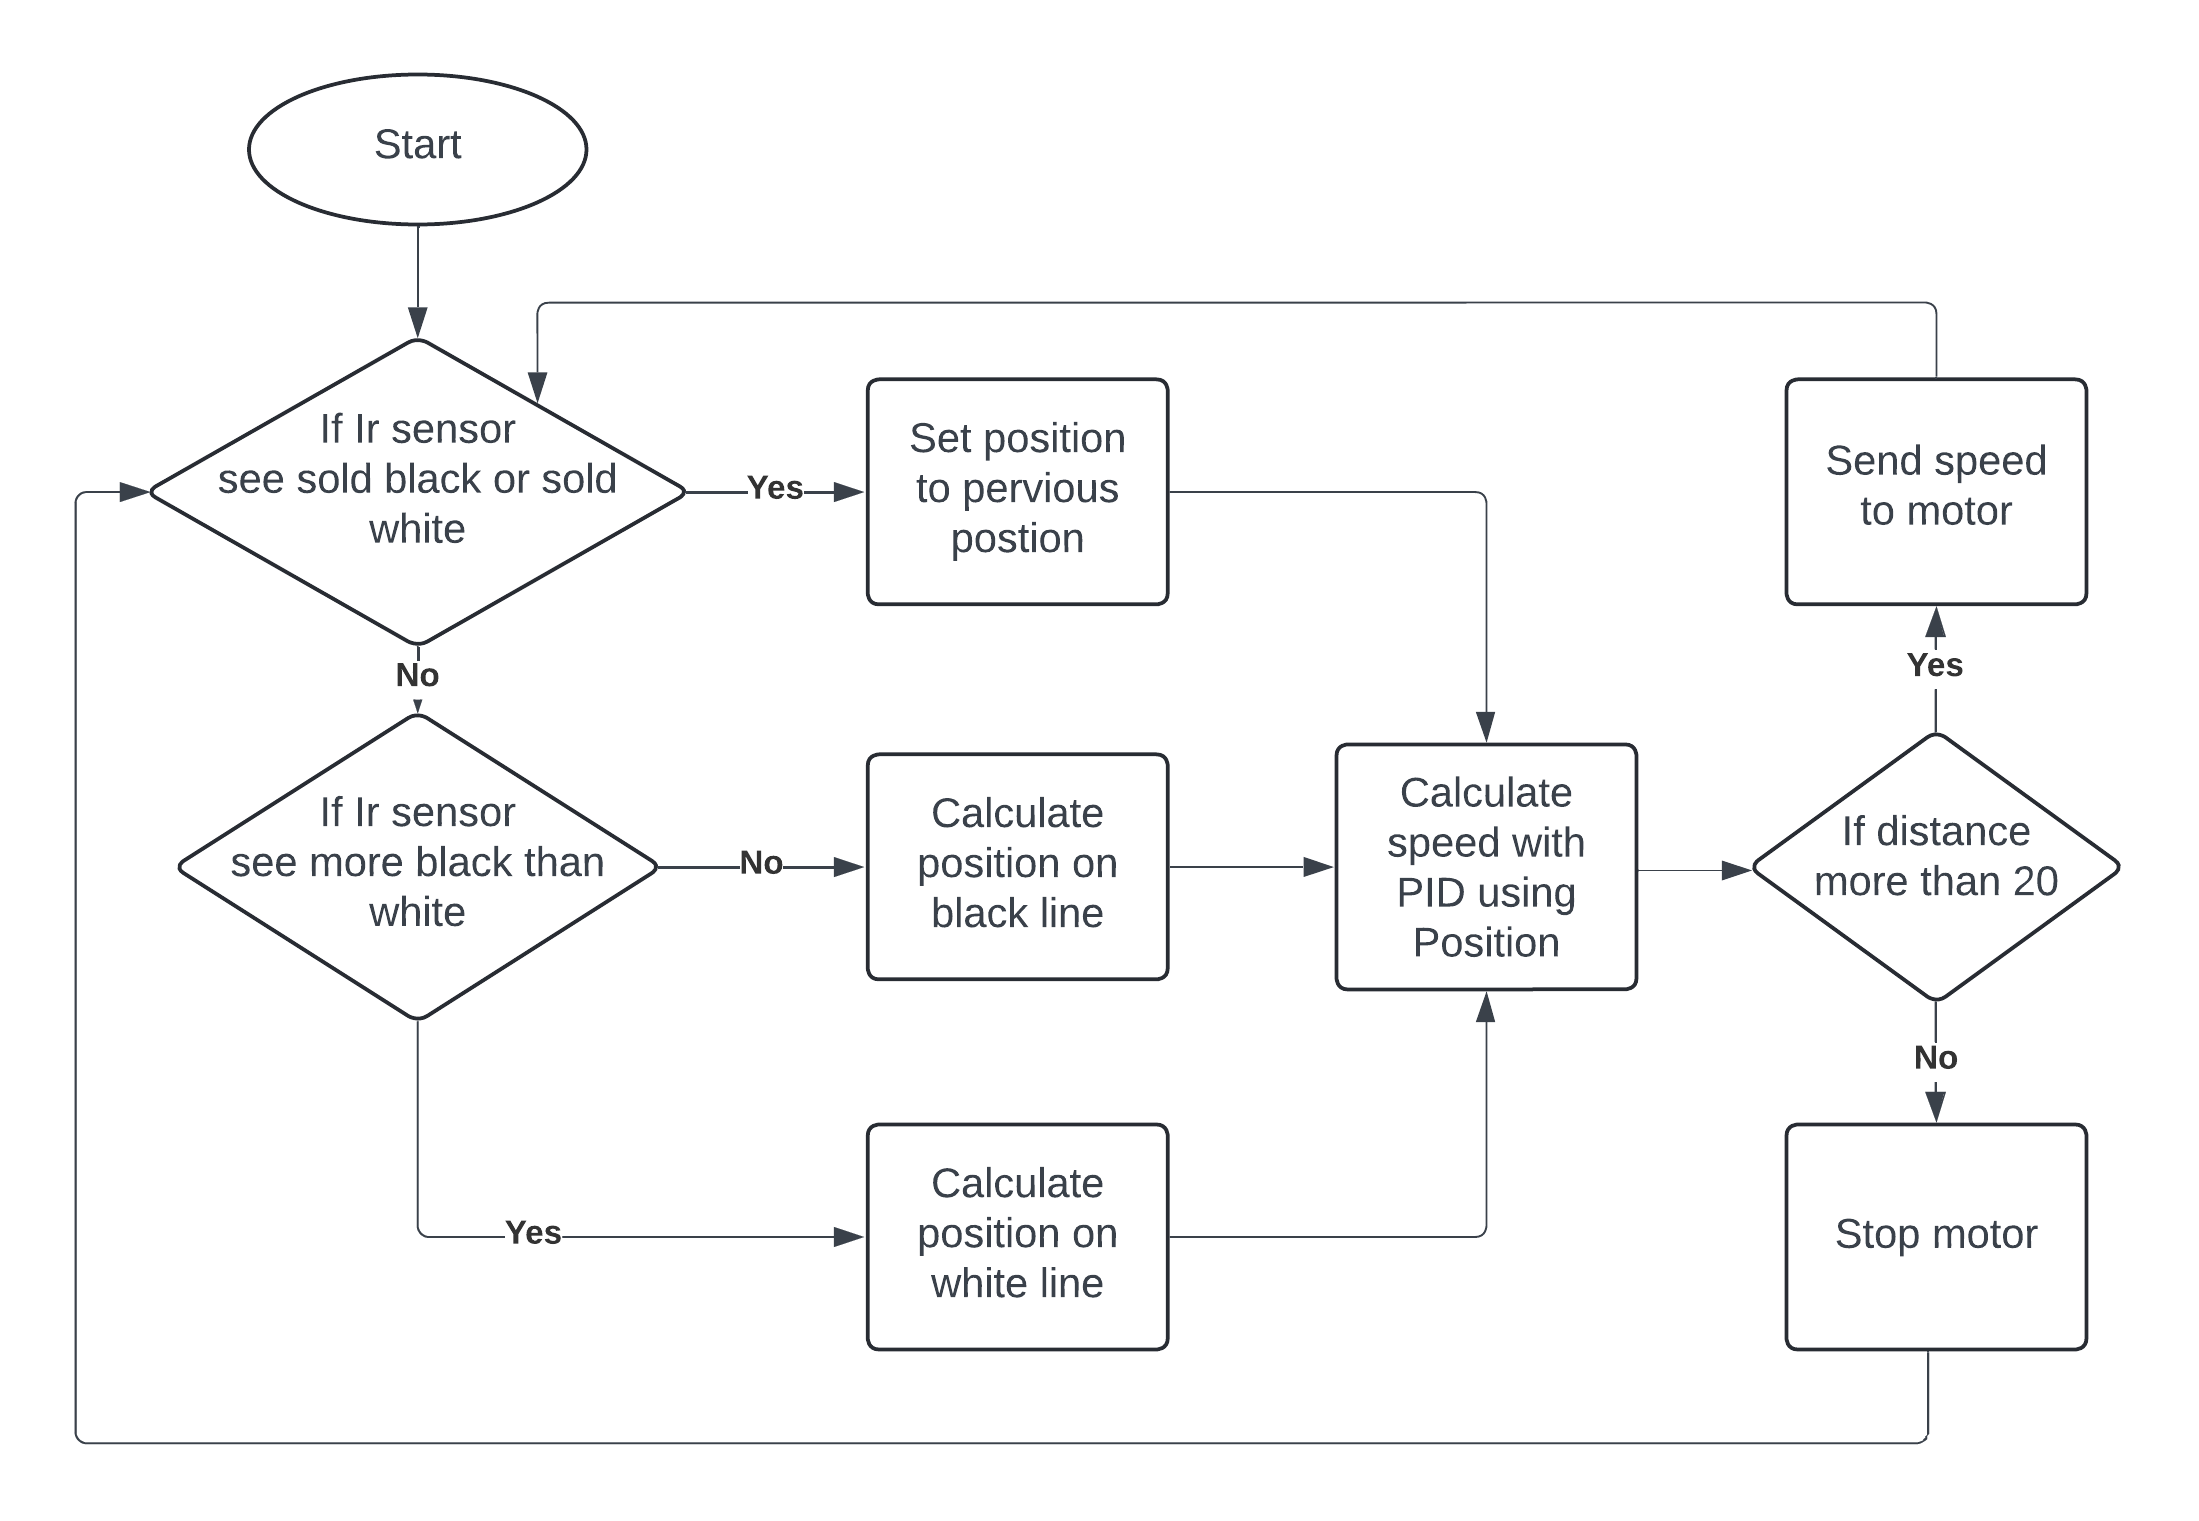 Start
If Ir sensor
see sold black or sold
white
Yes
Set position
to pervious
postion
Send speed
to motor
No
Yes
If Ir sensor
see more black than
white
No
Calculate
position on
black line
Calculate
speed with
PID using
Position
If distance
more than 20
No
Yes
Calculate
position on
white line
Stop motor